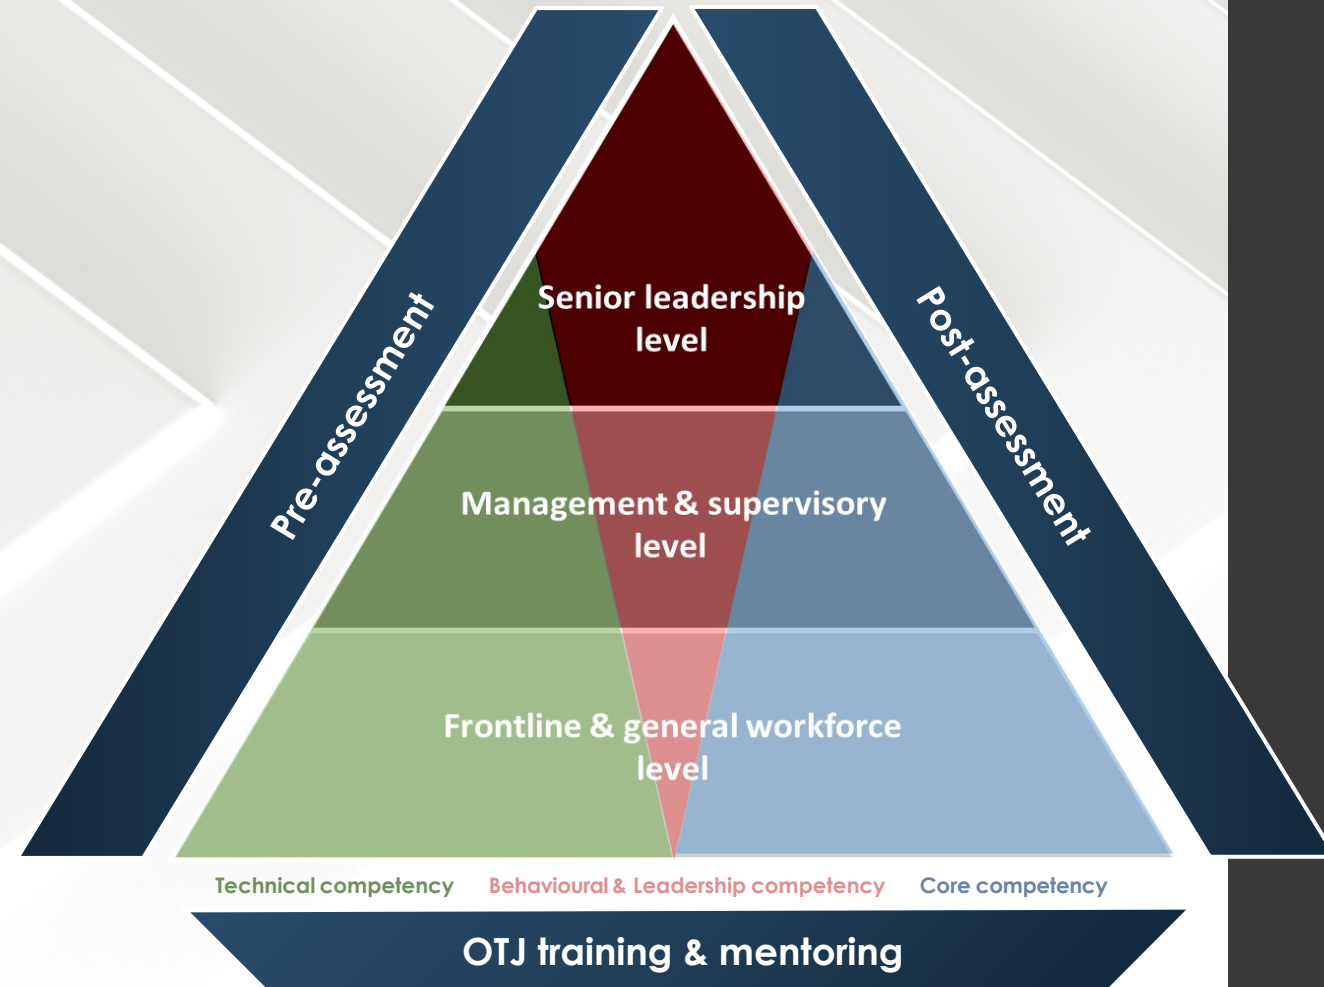 Pre-assessment
Post-assessment
Senior leadership
level
Management & supervisory
level
Frontline & general workforce
level
Technical competency
Behavioural & Leadership competency
Core competency
OTJ training & mentoring